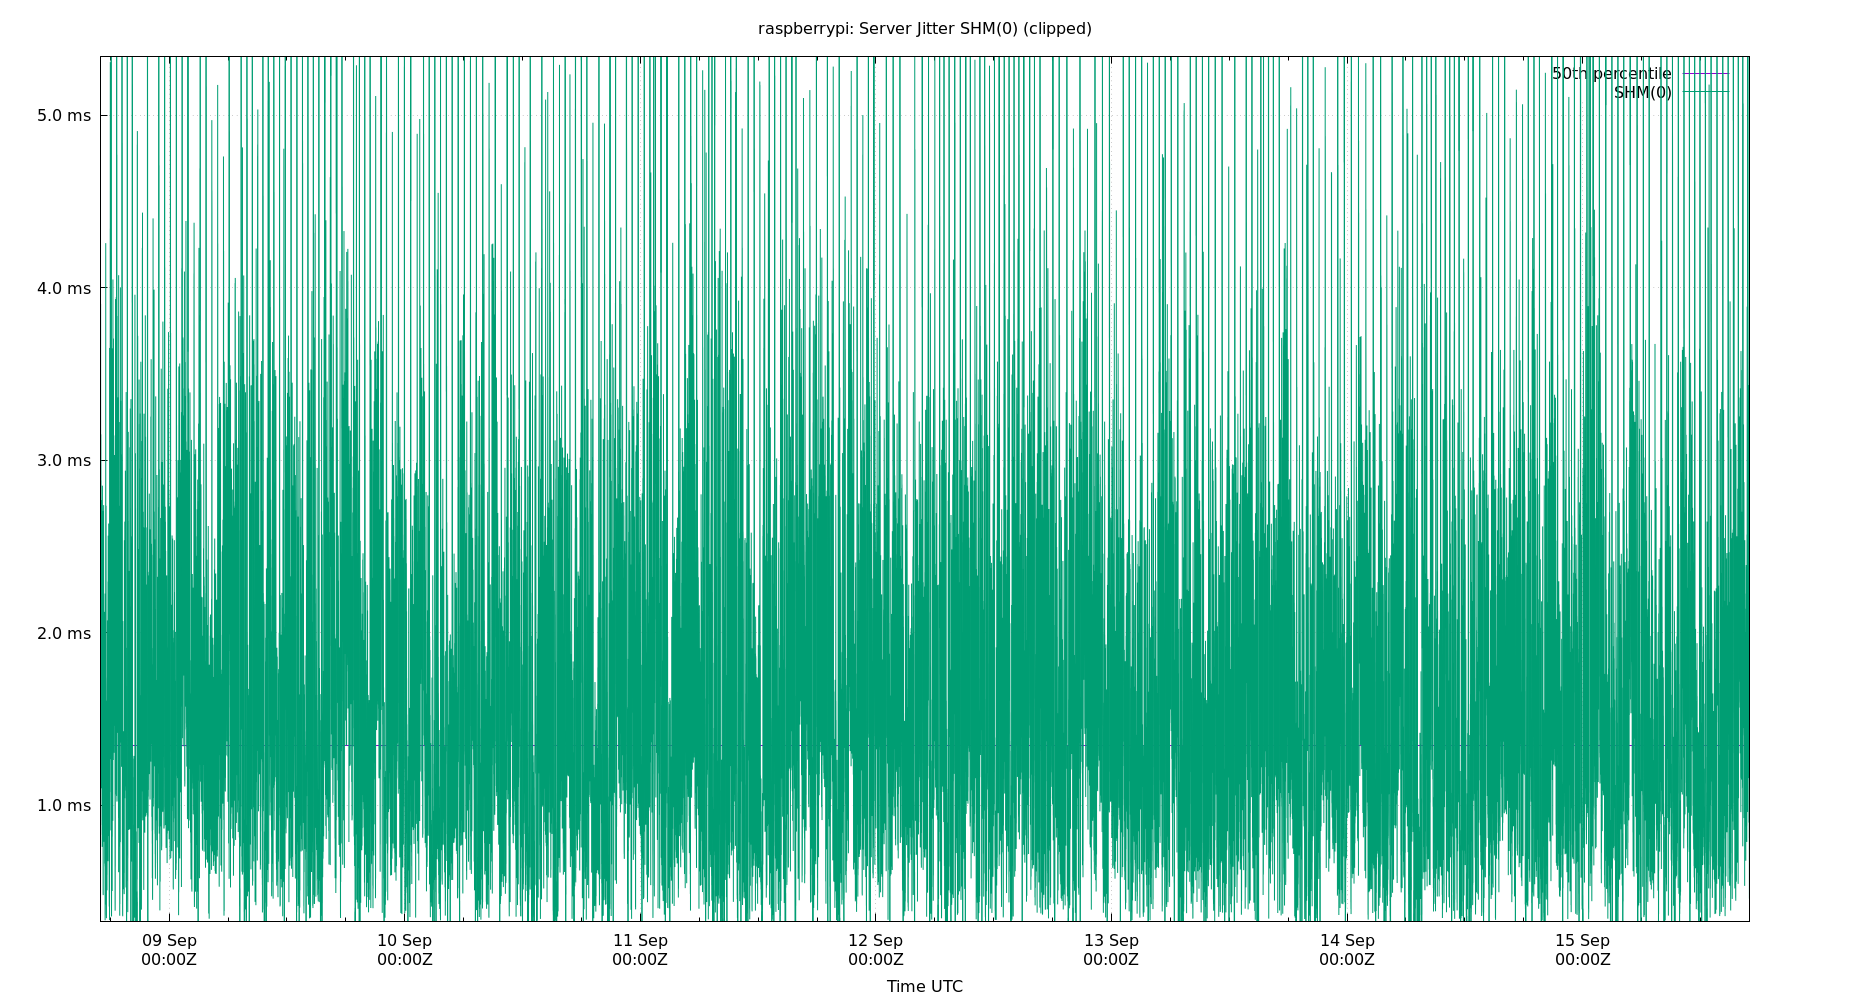 raspberrypi: Server Jitter SHM(0) (clipped)
50th percentile
SHM(0)
5.0 ms
4.0 ms
3.0 ms
2.0 ms
1.0 ms
09 Sep
00:00Z
10 Sep
00:00Z
11 Sep
00:00Z
12 Sep
00:00Z
13 Sep
00:00Z
14 Sep
00:00Z
15 Sep
00:00Z
Time UTC